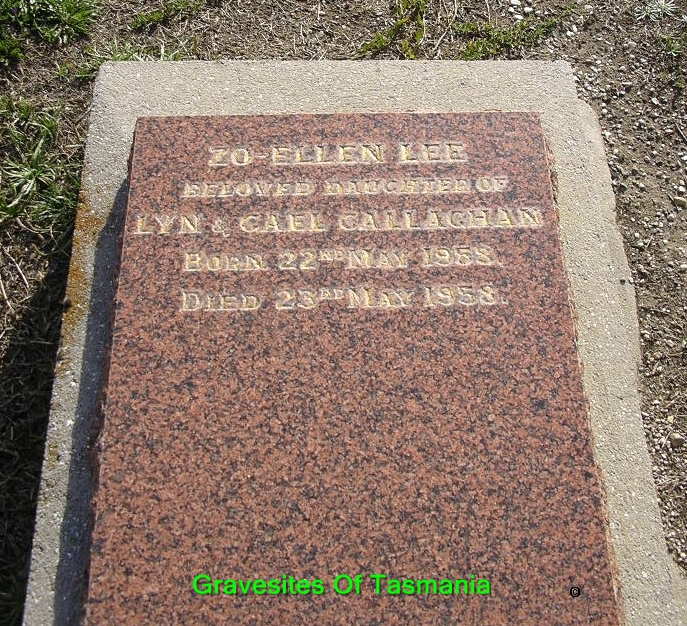 ZO-ELLEN LEE
BELOVED DAUGHTER OF
LYN & CAEL CALLAGHAN
BORN 22ND MAY 1958.
DIED 23RD MAY 1958.
Gravesites Of Tasmania ©